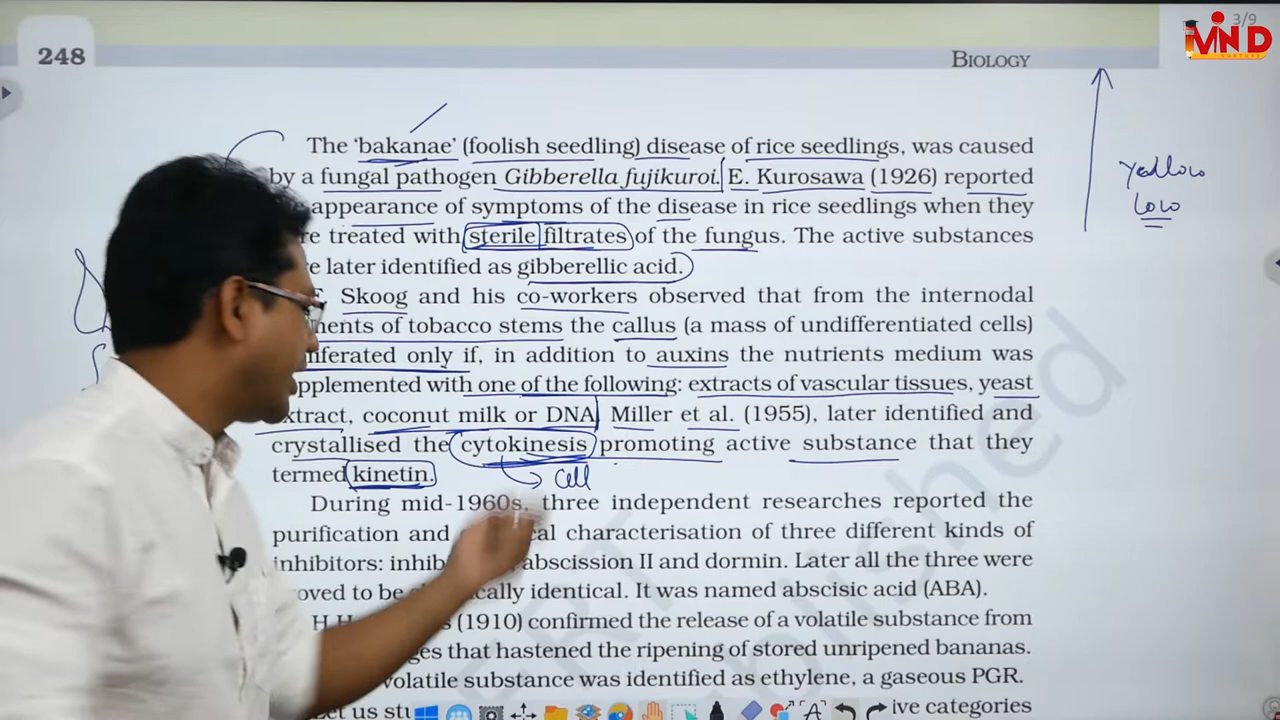 3/9
MIND
248
BIOLOGY
The ‘bakanae’ (foolish seedling) disease of rice seedlings, was caused
by a fungal pathogen Gibberella fujikuroi. E. Kurosawa (1926) reported
appearance of symptoms of the disease in rice seedlings when they
re treated with sterile filtrates of the fungus. The active substances
re later identified as gibberellic acid.
Skoog and his co-workers observed that from the internodal
ments of tobacco stems the callus (a mass of undifferentiated cells)
iferated only if, in addition to auxins the nutrients medium was
pplemented with one of the following: extracts of vascular tissues, yeast
xtract, coconut milk or DNA Miller et al. (1955), later identified and
crystallised the cytokinesis promoting active substance that they
termed kinetin.
cell
During mid-1960s, three independent researches reported the
purification and al characterisation of three different kinds of
inhibitors: inhib abscission II and dormin. Later all the three were
oved to be cally identical. It was named abscisic acid (ABA).
H.H. (1910) confirmed the release of a volatile substance from
ges that hastened the ripening of stored unripened bananas.
volatile substance was identified as ethylene, a gaseous PGR.
et us stu ive categories
yellow
low